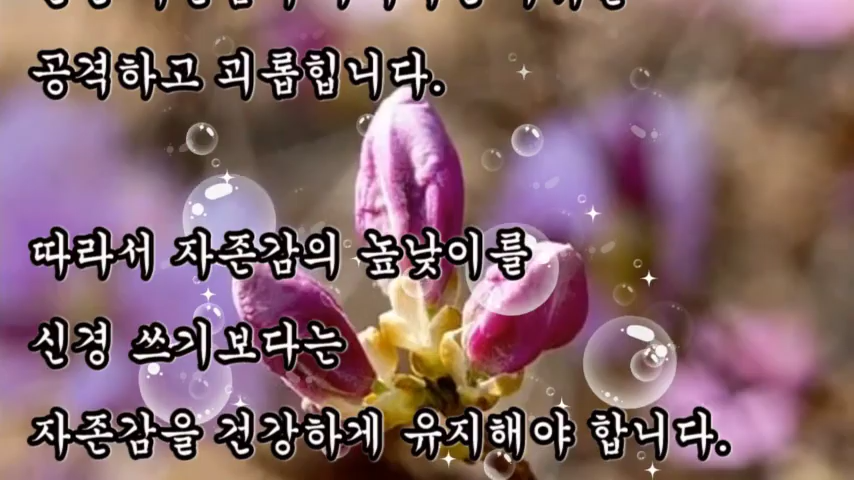 공격하고 괴롭힙니다.
따라서 자존감의 높낮이를
신경 쓰기보다는
자존감을 건강하게 유지해야 합니다.